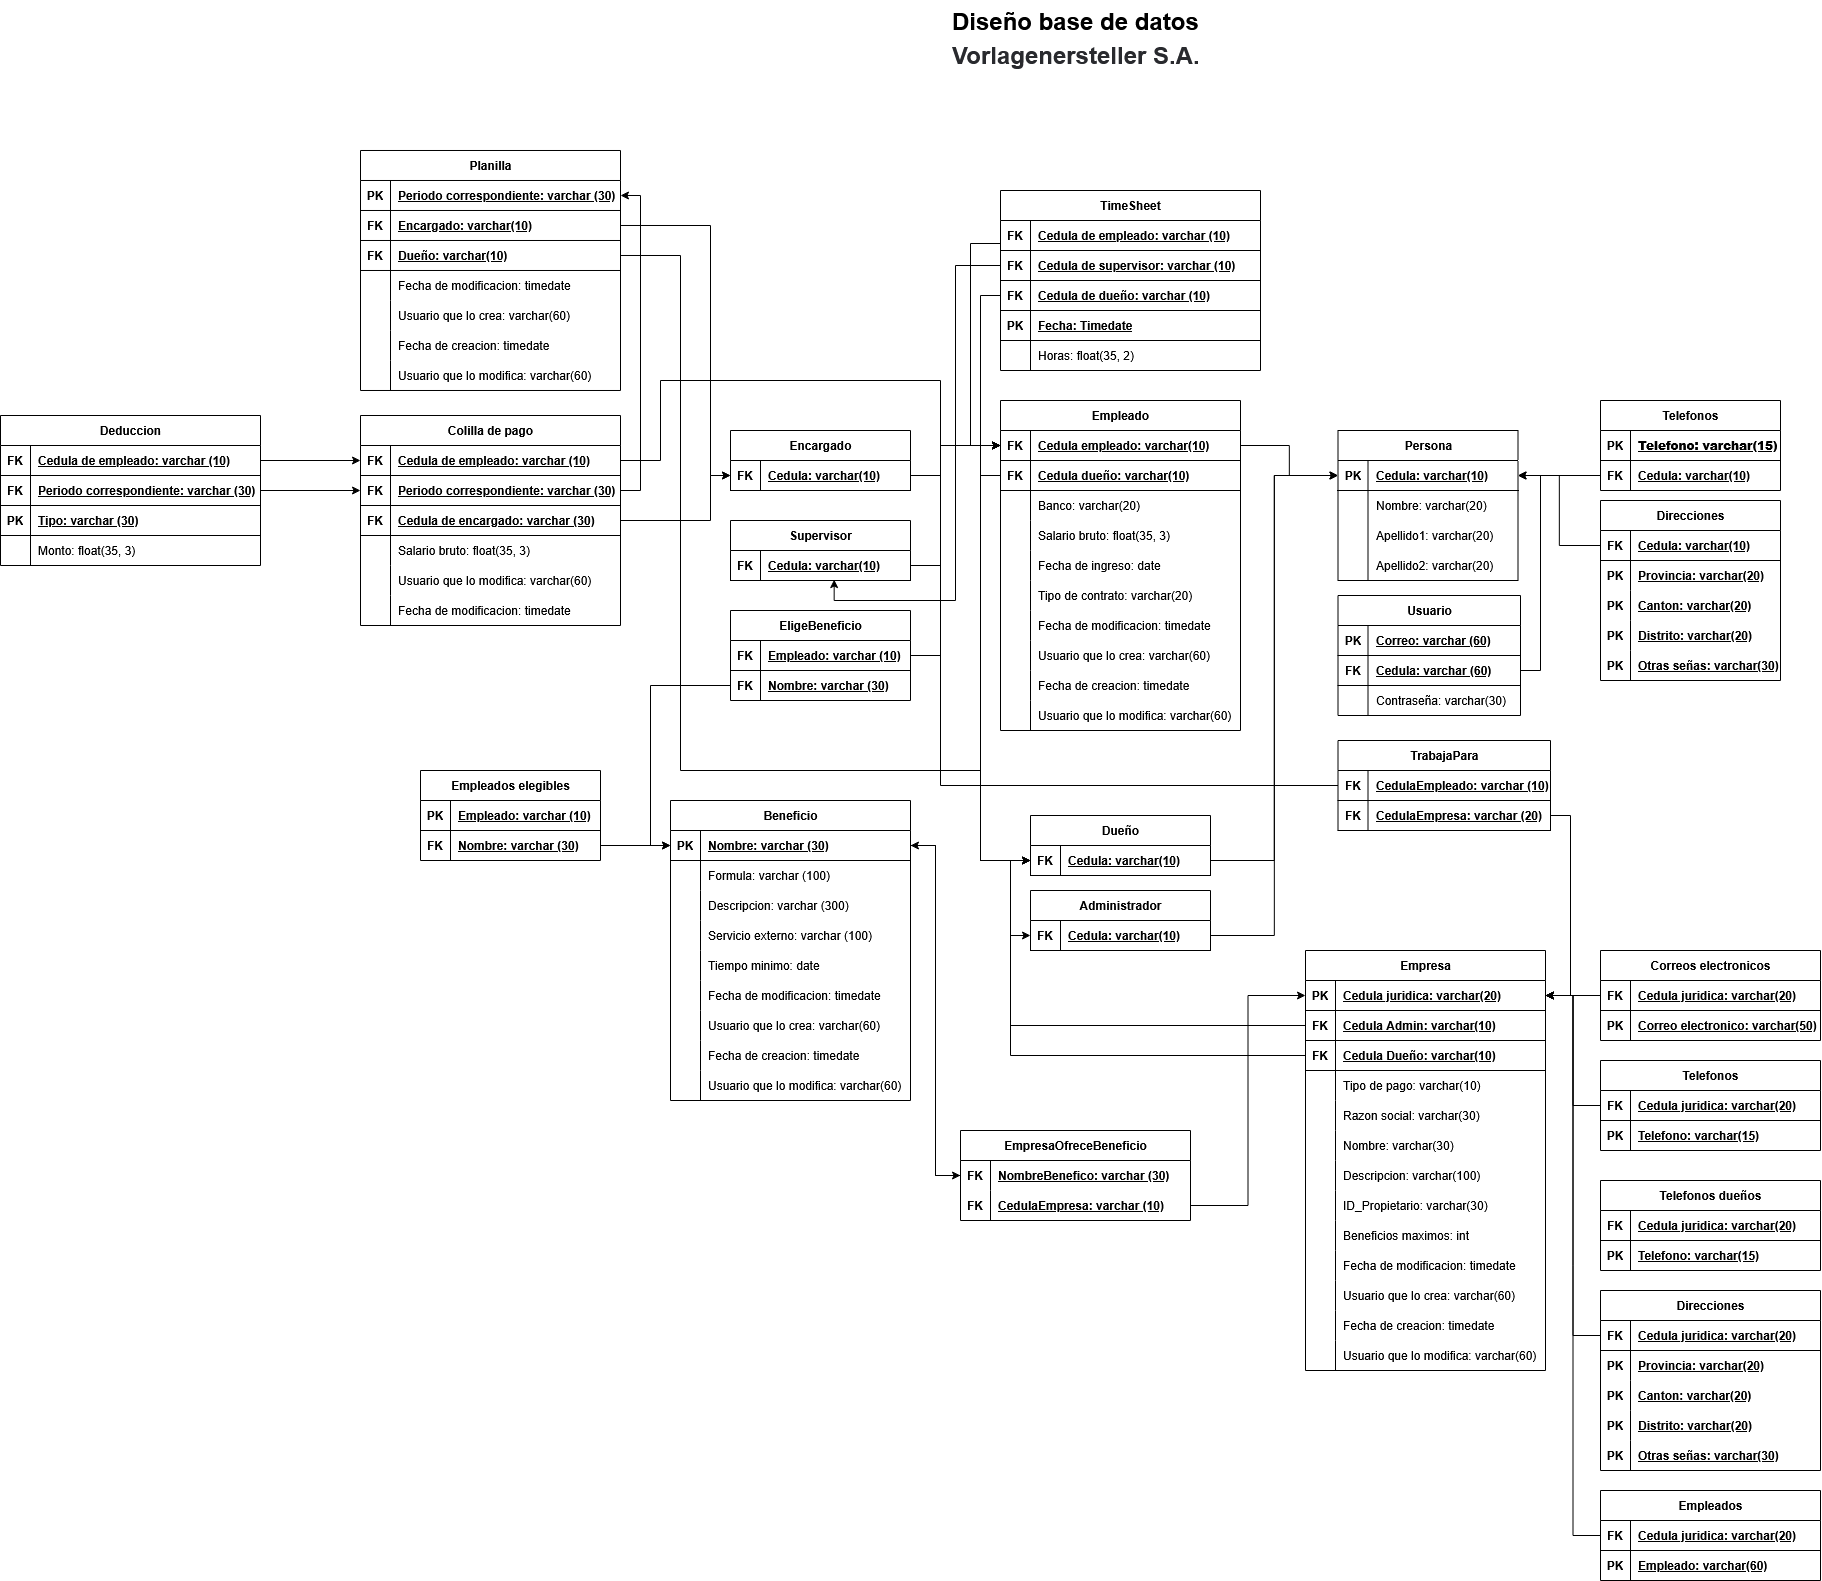 Diseño base de datos
Vorlagenersteller S.A.
Planilla
PK Periodo correspondiente: varchar (30)
FK Encargado: varchar(10)
FK Dueño: varchar(10)
Fecha de modificacion: timedate
Usuario que lo crea: varchar(60)
Fecha de creacion: timedate
Usuario que lo modifica: varchar(60)
TimeSheet
FK Cedula de empleado: varchar (10)
FK Cedula de supervisor: varchar (10)
FK Cedula de dueño: varchar (10)
PK Fecha: Timedate
Horas: float(35, 2)
Deduccion
FK Cedula de empleado: varchar (10)
FK Periodo correspondiente: varchar (30)
PK Tipo: varchar (30)
Monto: float(35, 3)
Colilla de pago
FK Cedula de empleado: varchar (10)
FK Periodo correspondiente: varchar (30)
FK Cedula de encargado: varchar (30)
Salario bruto: float(35, 3)
Usuario que lo modifica: varchar(60)
Fecha de modificacion: timedate
Encargado
FK Cedula: varchar(10)
Supervisor
FK Cedula: varchar(10)
EligeBeneficio
FK Empleado: varchar (10)
FK Nombre: varchar (30)
Empleado
FK Cedula empleado: varchar(10)
FK Cedula dueño: varchar(10)
Banco: varchar(20)
Salario bruto: float(35, 3)
Fecha de ingreso: date
Tipo de contrato: varchar(20)
Fecha de modificacion: timedate
Usuario que lo crea: varchar(60)
Fecha de creacion: timedate
Usuario que lo modifica: varchar(60)
Persona
PK Cedula: varchar(10)
Nombre: varchar(20)
Apellido1: varchar(20)
Apellido2: varchar(20)
Usuario
PK Correo: varchar (60)
FK Cedula: varchar (60)
Contraseña: varchar(30)
Telefonos
PK Telefono: varchar(15)
FK Cedula: varchar(10)
Direcciones
FK Cedula: varchar(10)
PK Provincia: varchar(20)
PK Canton: varchar(20)
PK Distrito: varchar(20)
PK Otras señas: varchar(30)
TrabajaPara
FK CedulaEmpleado: varchar (10)
FK CedulaEmpresa: varchar (20)
Empleados elegibles
PK Empleado: varchar (10)
FK Nombre: varchar (30)
Beneficio
PK Nombre: varchar (30)
Formula: varchar (100)
Descripcion: varchar (300)
Servicio externo: varchar (100)
Tiempo minimo: date
Fecha de modificacion: timedate
Usuario que lo crea: varchar(60)
Fecha de creacion: timedate
Usuario que lo modifica: varchar(60)
Dueño
FK Cedula: varchar(10)
Administrador
FK Cedula: varchar(10)
EmpresaOfreceBeneficio
FK NombreBenefico: varchar (30)
FK CedulaEmpresa: varchar (10)
Empresa
PK Cedula juridica: varchar(20)
FK Cedula Admin: varchar(10)
FK Cedula Dueño: varchar(10)
Tipo de pago: varchar(10)
Razon social: varchar(30)
Nombre: varchar(30)
Descripcion: varchar(100)
ID_Propietario: varchar(30)
Beneficios maximos: int
Fecha de modificacion: timedate
Usuario que lo crea: varchar(60)
Fecha de creacion: timedate
Usuario que lo modifica: varchar(60)
Correos electronicos
FK Cedula juridica: varchar(20)
PK Correo electronico: varchar(50)
Telefonos
FK Cedula juridica: varchar(20)
PK Telefono: varchar(15)
Telefonos dueños
FK Cedula juridica: varchar(20)
PK Telefono: varchar(15)
Direcciones
FK Cedula juridica: varchar(20)
PK Provincia: varchar(20)
PK Canton: varchar(20)
PK Distrito: varchar(20)
PK Otras señas: varchar(30)
Empleados
FK Cedula juridica: varchar(20)
PK Empleado: varchar(60)